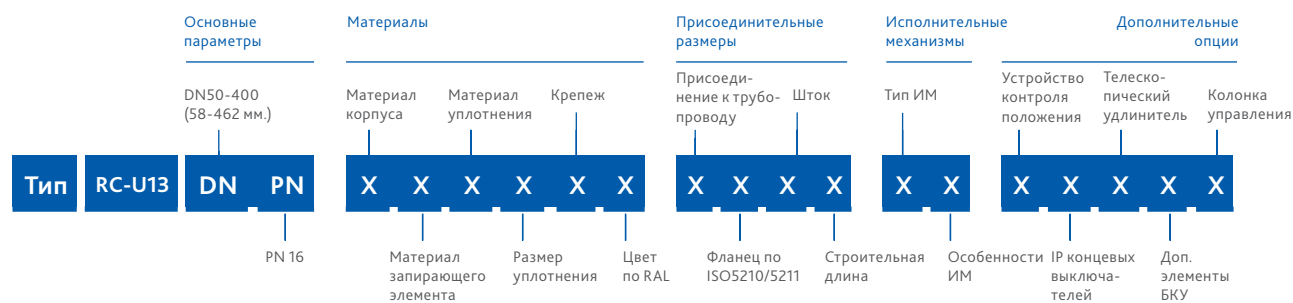 Основные
параметры
Материалы
Присоединительные
размеры
Исполнительные
механизмы
Дополнительные
опции
DN50-400
(58-462 мм.)
Материал
корпуса
Материал
уплотнения
Крепеж
Присоеди-
нение к трубо-
проводу
Шток
Тип ИМ
Устройство
контроля
положения
Телеско-
пический
удлинитель
Колонка
управления
Тип RC-U13 DN PN X X X X X X X X X X X X X X X X X
PN 16
Материал
запирающего
элемента
Размер
уплотнения
Цвет
по RAL
Фланец по
ISO5210/5211
Строительная
длина
Особенности
ИМ
IP концевых
выключа-
телей
Доп.
элементы
БКУ